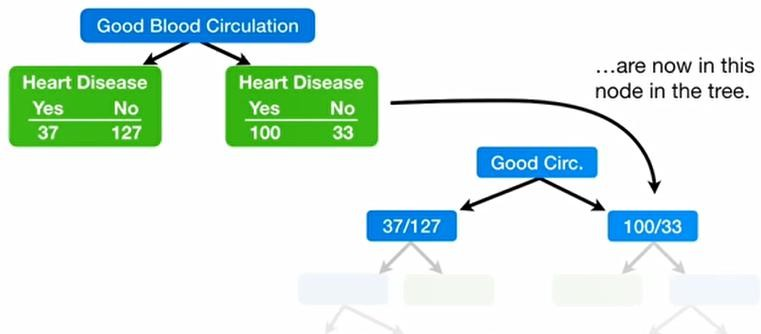 Good Blood Circulation
Heart Disease
Yes No
37 127
Heart Disease
Yes No
100 33
...are now in this
node in the tree.
Good Circ.
37/127
100/33